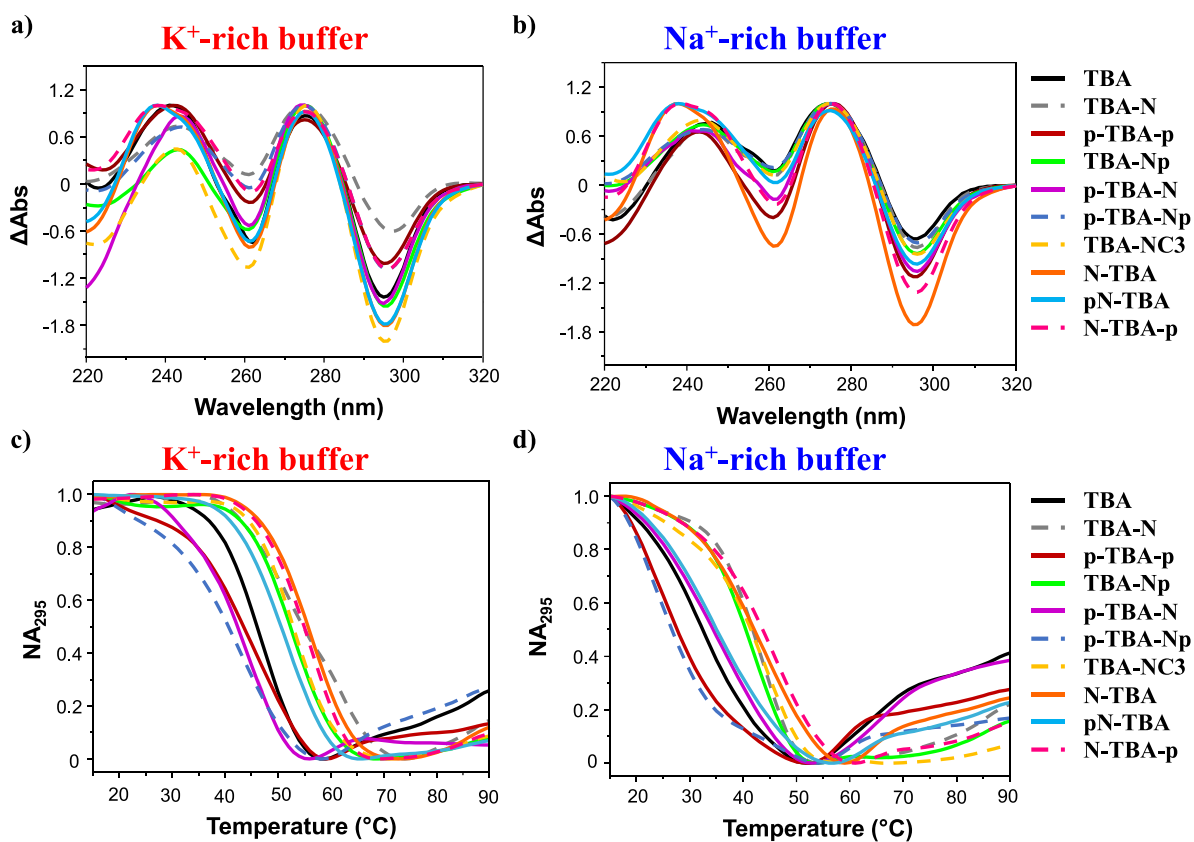 a)
K⁺-rich buffer
ΔAbs
1.2
0.6
0
-0.6
-1.2
-1.8
220 240 260 280 300 320
Wavelength (nm)
b)
Na⁺-rich buffer
ΔAbs
1.2
0.6
0
-0.6
-1.2
-1.8
220 240 260 280 300 320
Wavelength (nm)
TBA
TBA-N
p-TBA-p
TBA-Np
p-TBA-N
p-TBA-Np
TBA-NC3
N-TBA
pN-TBA
N-TBA-p
c)
K⁺-rich buffer
NA₂₉₅
1.0
0.8
0.6
0.4
0.2
0
20 30 40 50 60 70 80 90
Temperature (°C)
d)
Na⁺-rich buffer
NA₂₉₅
1.0
0.8
0.6
0.4
0.2
0
20 30 40 50 60 70 80 90
Temperature (°C)
TBA
TBA-N
p-TBA-p
TBA-Np
p-TBA-N
p-TBA-Np
TBA-NC3
N-TBA
pN-TBA
N-TBA-p